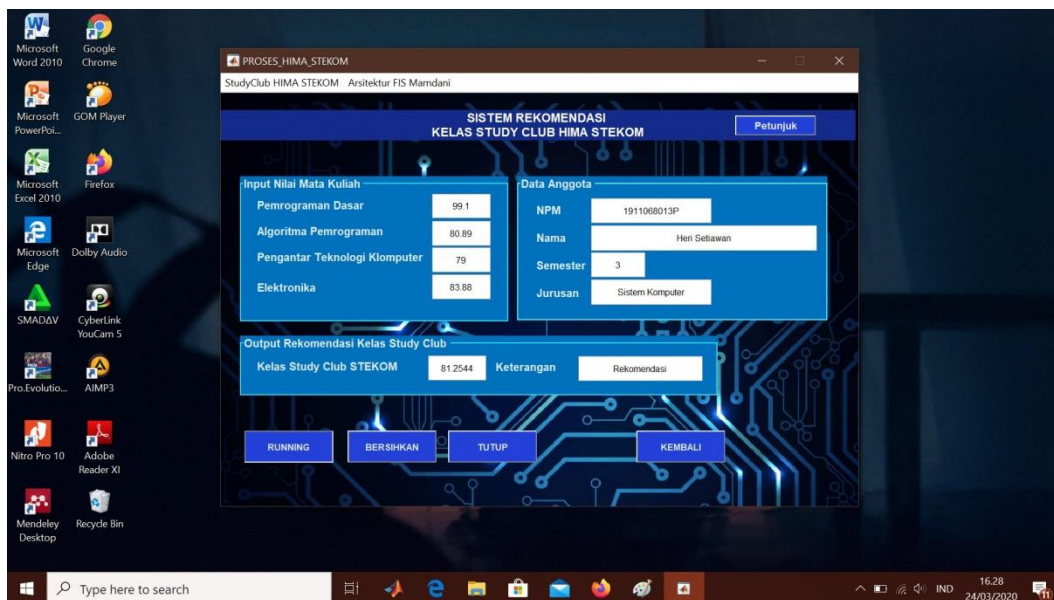 Microsoft Word 2010
Google Chrome
Microsoft PowerPoi...
GOM Player
Microsoft Excel 2010
Firefox
Microsoft Edge
Dolby Audio
SMADΔV
CyberLink YouCam 5
Pro.Evolutio...
AIMP3
Nitro Pro 10
Adobe Reader XI
Mendeley Desktop
Recycle Bin
PROSES_HIMA_STEKOM
StudyClub HIMA STEKOM Arsitektur FIS Mamdani
SISTEM REKOMENDASI
KELAS STUDY CLUB HIMA STEKOM
Petunjuk
Input Nilai Mata Kuliah
Pemrograman Dasar 99.1
Algoritma Pemrograman 80.89
Pengantar Teknologi Klomputer 79
Elektronika 83.88
Data Anggota
NPM 1911068013P
Nama Heri Setiawan
Semester 3
Jurusan Sistem Komputer
Output Rekomendasi Kelas Study Club
Kelas Study Club STEKOM 81.2544 Keterangan Rekomendasi
RUNNING BERSIHKAN TUTUP KEMBALI
Type here to search
IND
16.28
24/03/2020
11